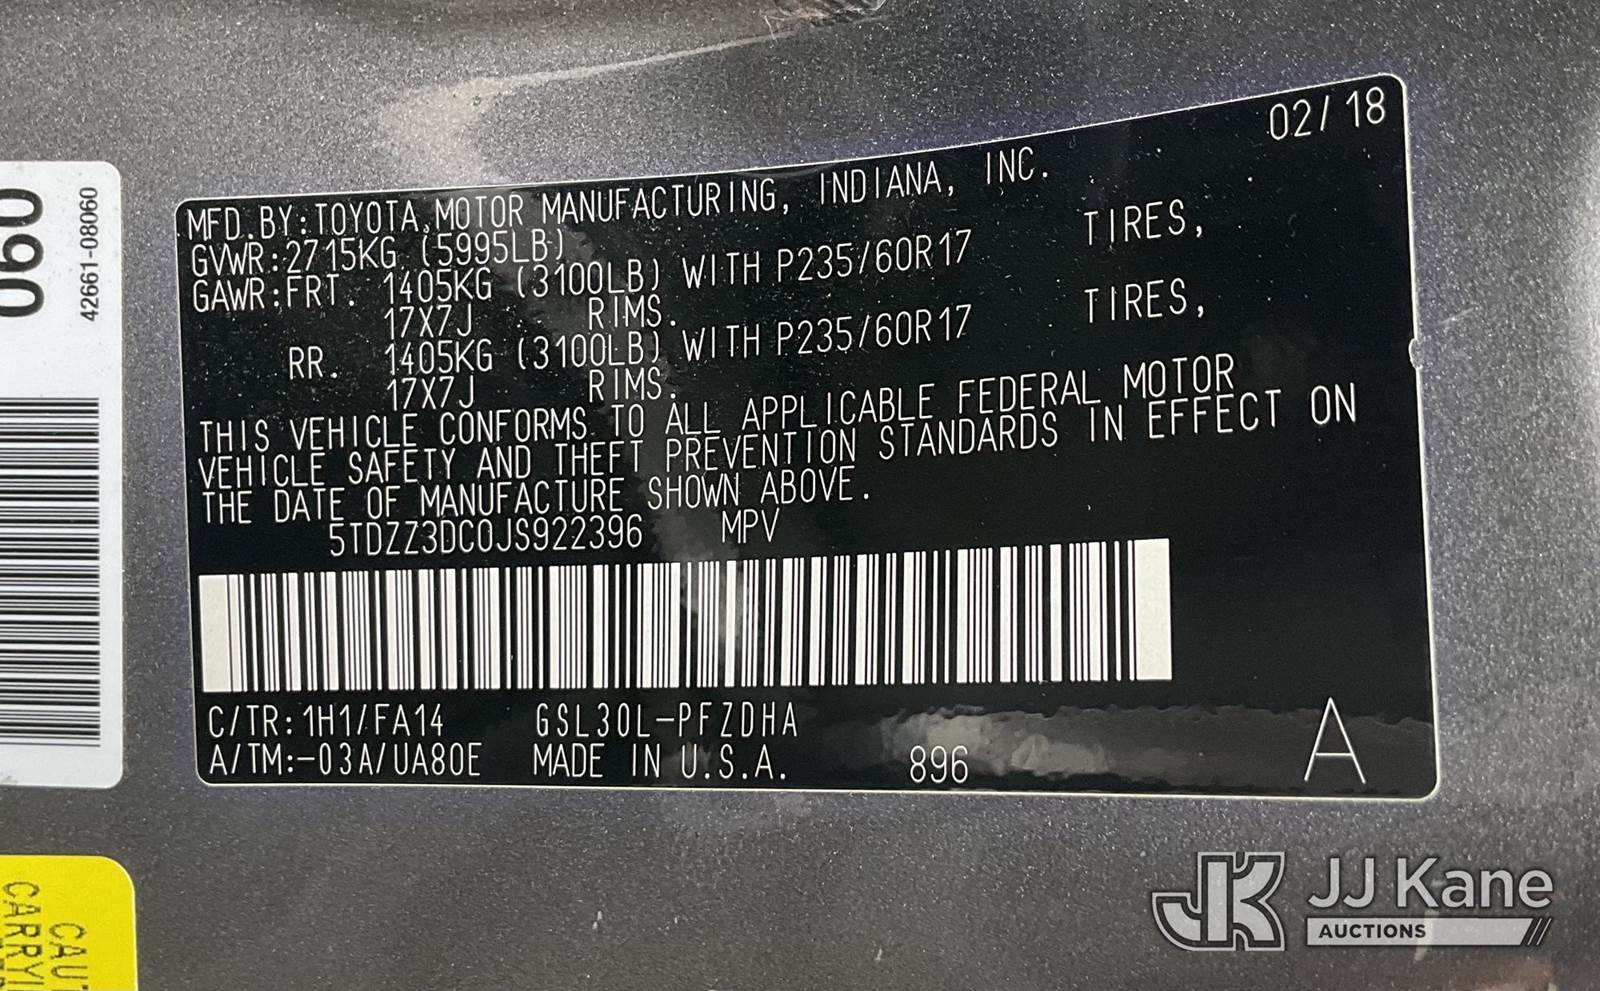 02/18
MFD.BY:TOYOTA MOTOR MANUFACTURING, INDIANA, INC.
GVWR:2715KG (5995LB)
GAWR:FRT. 1405KG (3100LB) WITH P235/60R17 TIRES,
17X7J RIMS.
RR. 1405KG (3100LB) WITH P235/60R17 TIRES,
17X7J RIMS.
THIS VEHICLE CONFORMS TO ALL APPLICABLE FEDERAL MOTOR
VEHICLE SAFETY AND THEFT PREVENTION STANDARDS IN EFFECT ON
THE DATE OF MANUFACTURE SHOWN ABOVE.
5TDZZ3DC0JS922396 MPV
C/TR:1H1/FA14 GSL30L-PFZDHA
A/TM:-03A/UA80E MADE IN U.S.A. 896 A
060
42661-08060
JK JJ Kane
AUCTIONS